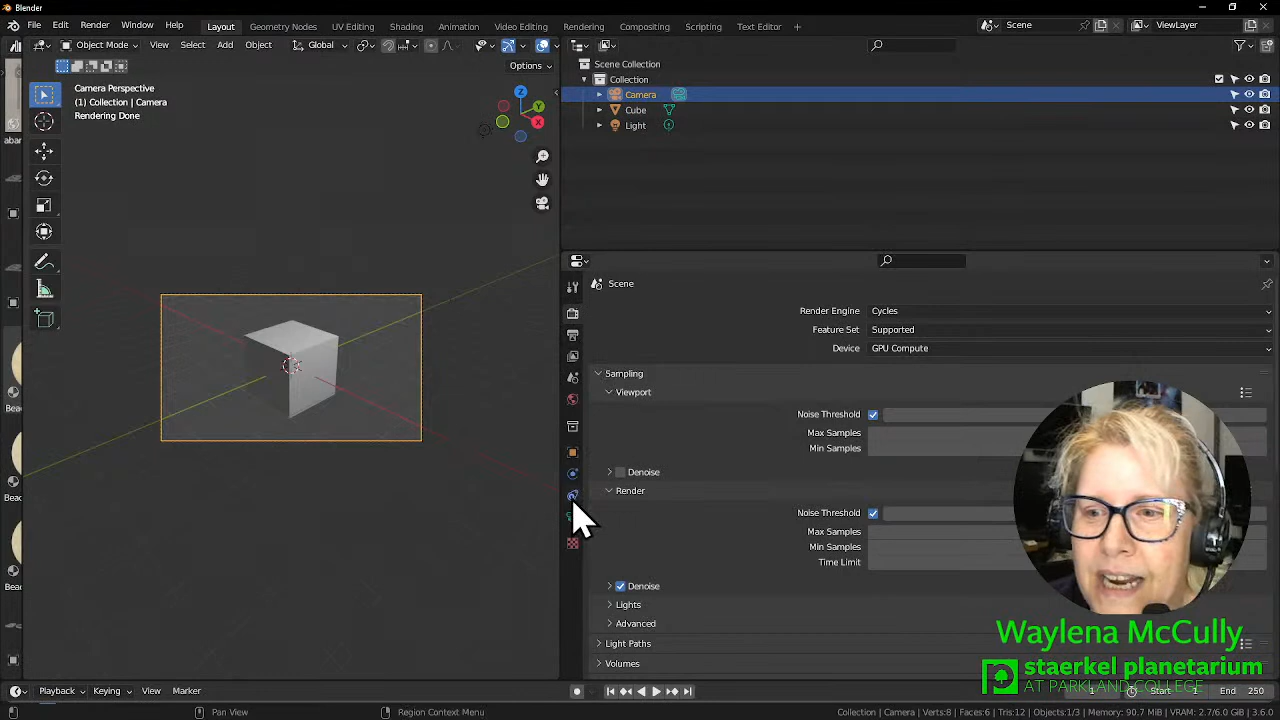 Blender
File Edit Render Window Help Layout Geometry Nodes UV Editing Shading Animation Video Editing Rendering Compositing Scripting Text Editor + Scene ViewLayer
Object Mode View Select Add Object Global
Options
Camera Perspective
(1) Collection | Camera
Rendering Done
Z
Y
X
abar
Bea
Bea
Bea
Scene Collection
Collection
Camera
Cube
Light
Scene
Render Engine Cycles
Feature Set Supported
Device GPU Compute
Sampling
Viewport
Noise Threshold
Max Samples
Min Samples
Denoise
Render
Noise Threshold
Max Samples
Min Samples
Time Limit
Denoise
Lights
Advanced
Light Paths
Volumes
Waylena McCully
staerkel planetarium
AT PARKLAND COLLEGE
Playback Keying View Marker Start End 250
Pan View Region Context Menu Collection | Camera | Verts:8 | Faces:6 | Tris:12 | Objects:1/3 | Memory: 90.7 MiB | VRAM: 2.7/6.0 GiB | 3.6.0